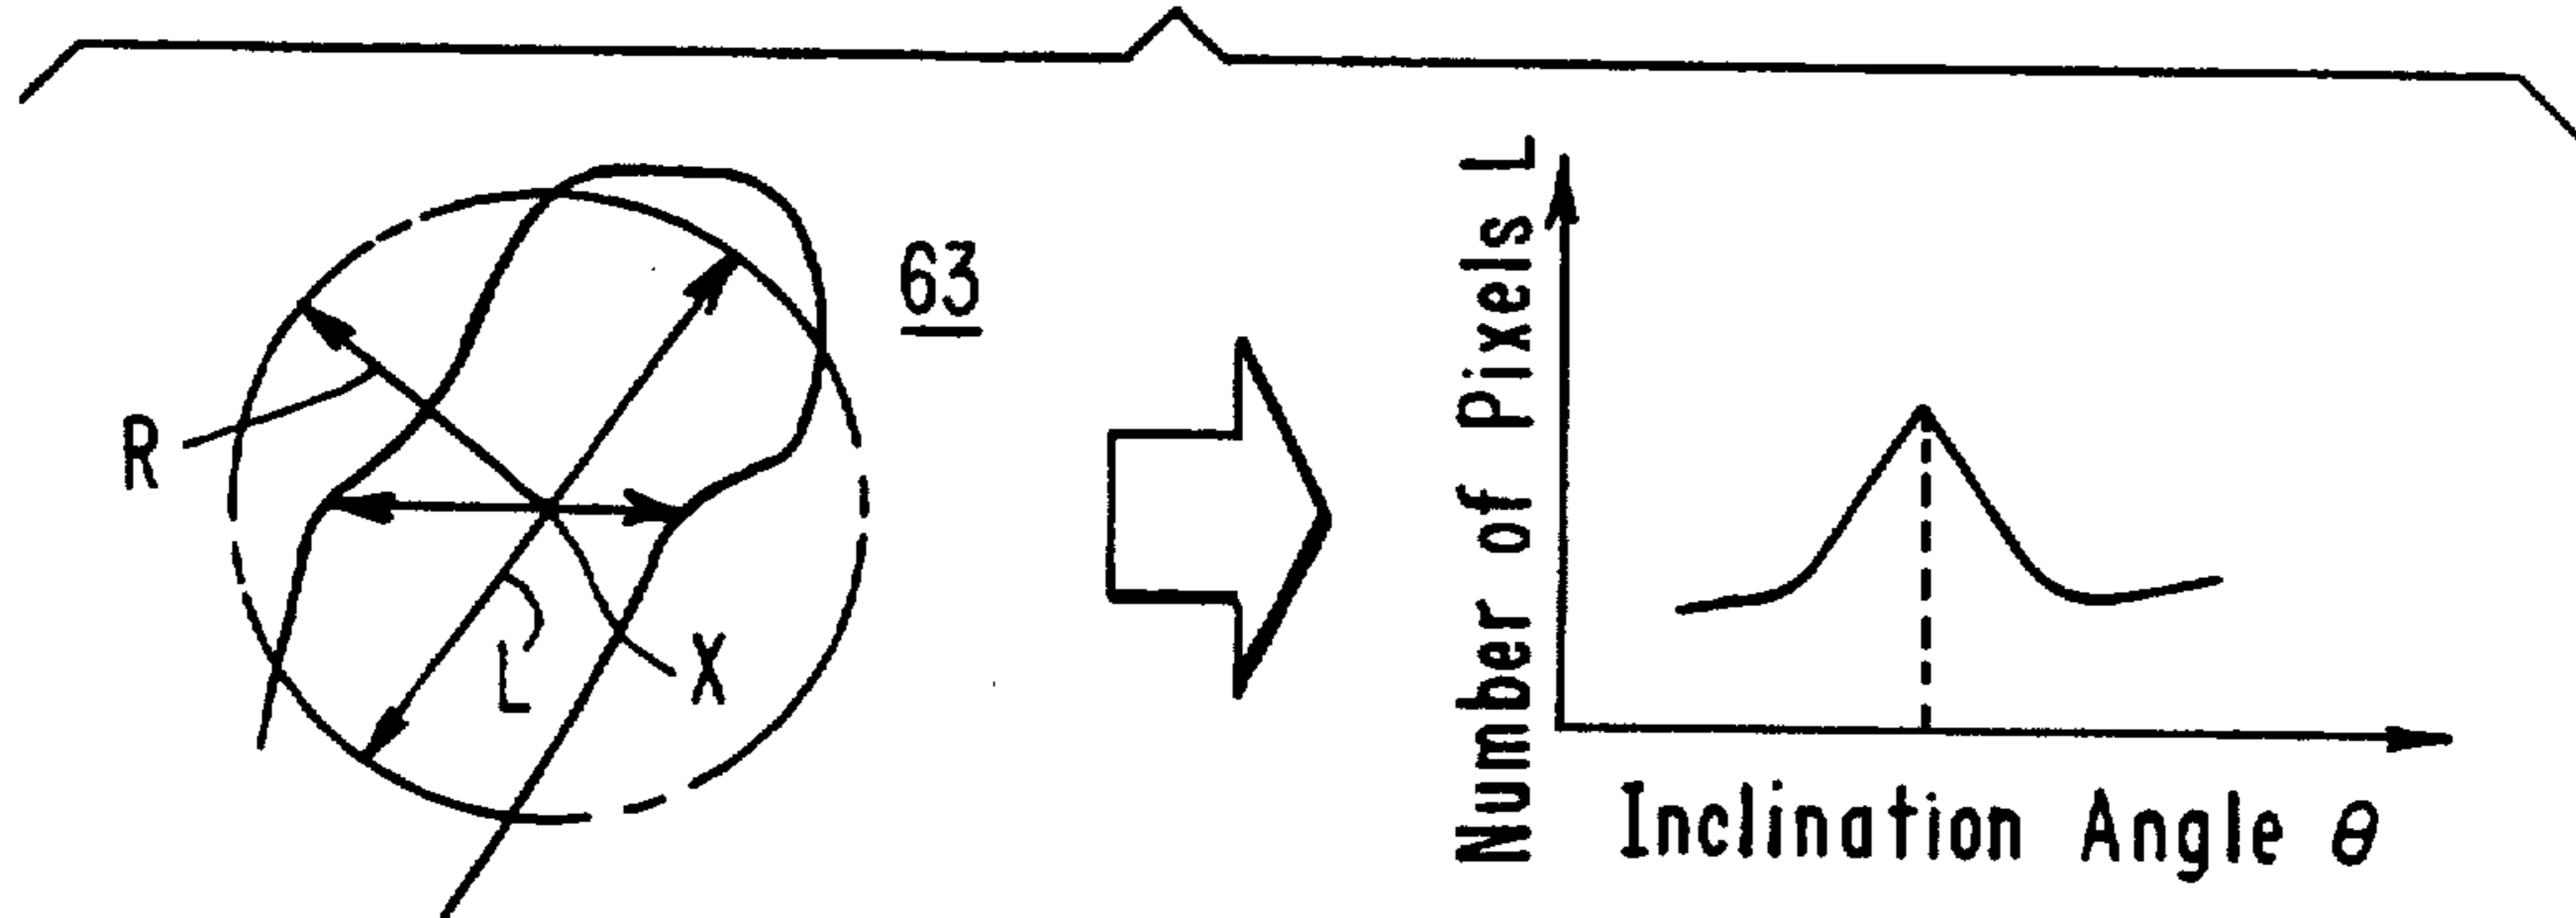 63
R
L
X
Number of Pixels L
Inclination Angle θ